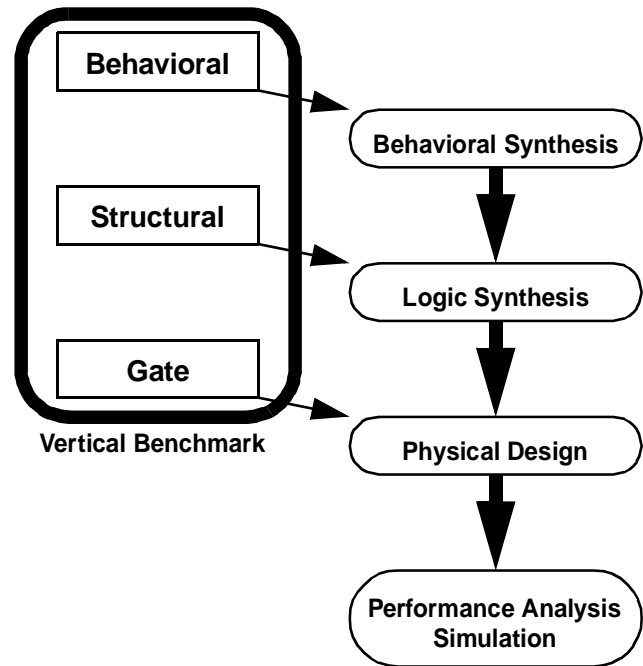 Behavioral
Behavioral Synthesis
Structural
Logic Synthesis
Gate
Vertical Benchmark
Physical Design
Performance Analysis
Simulation